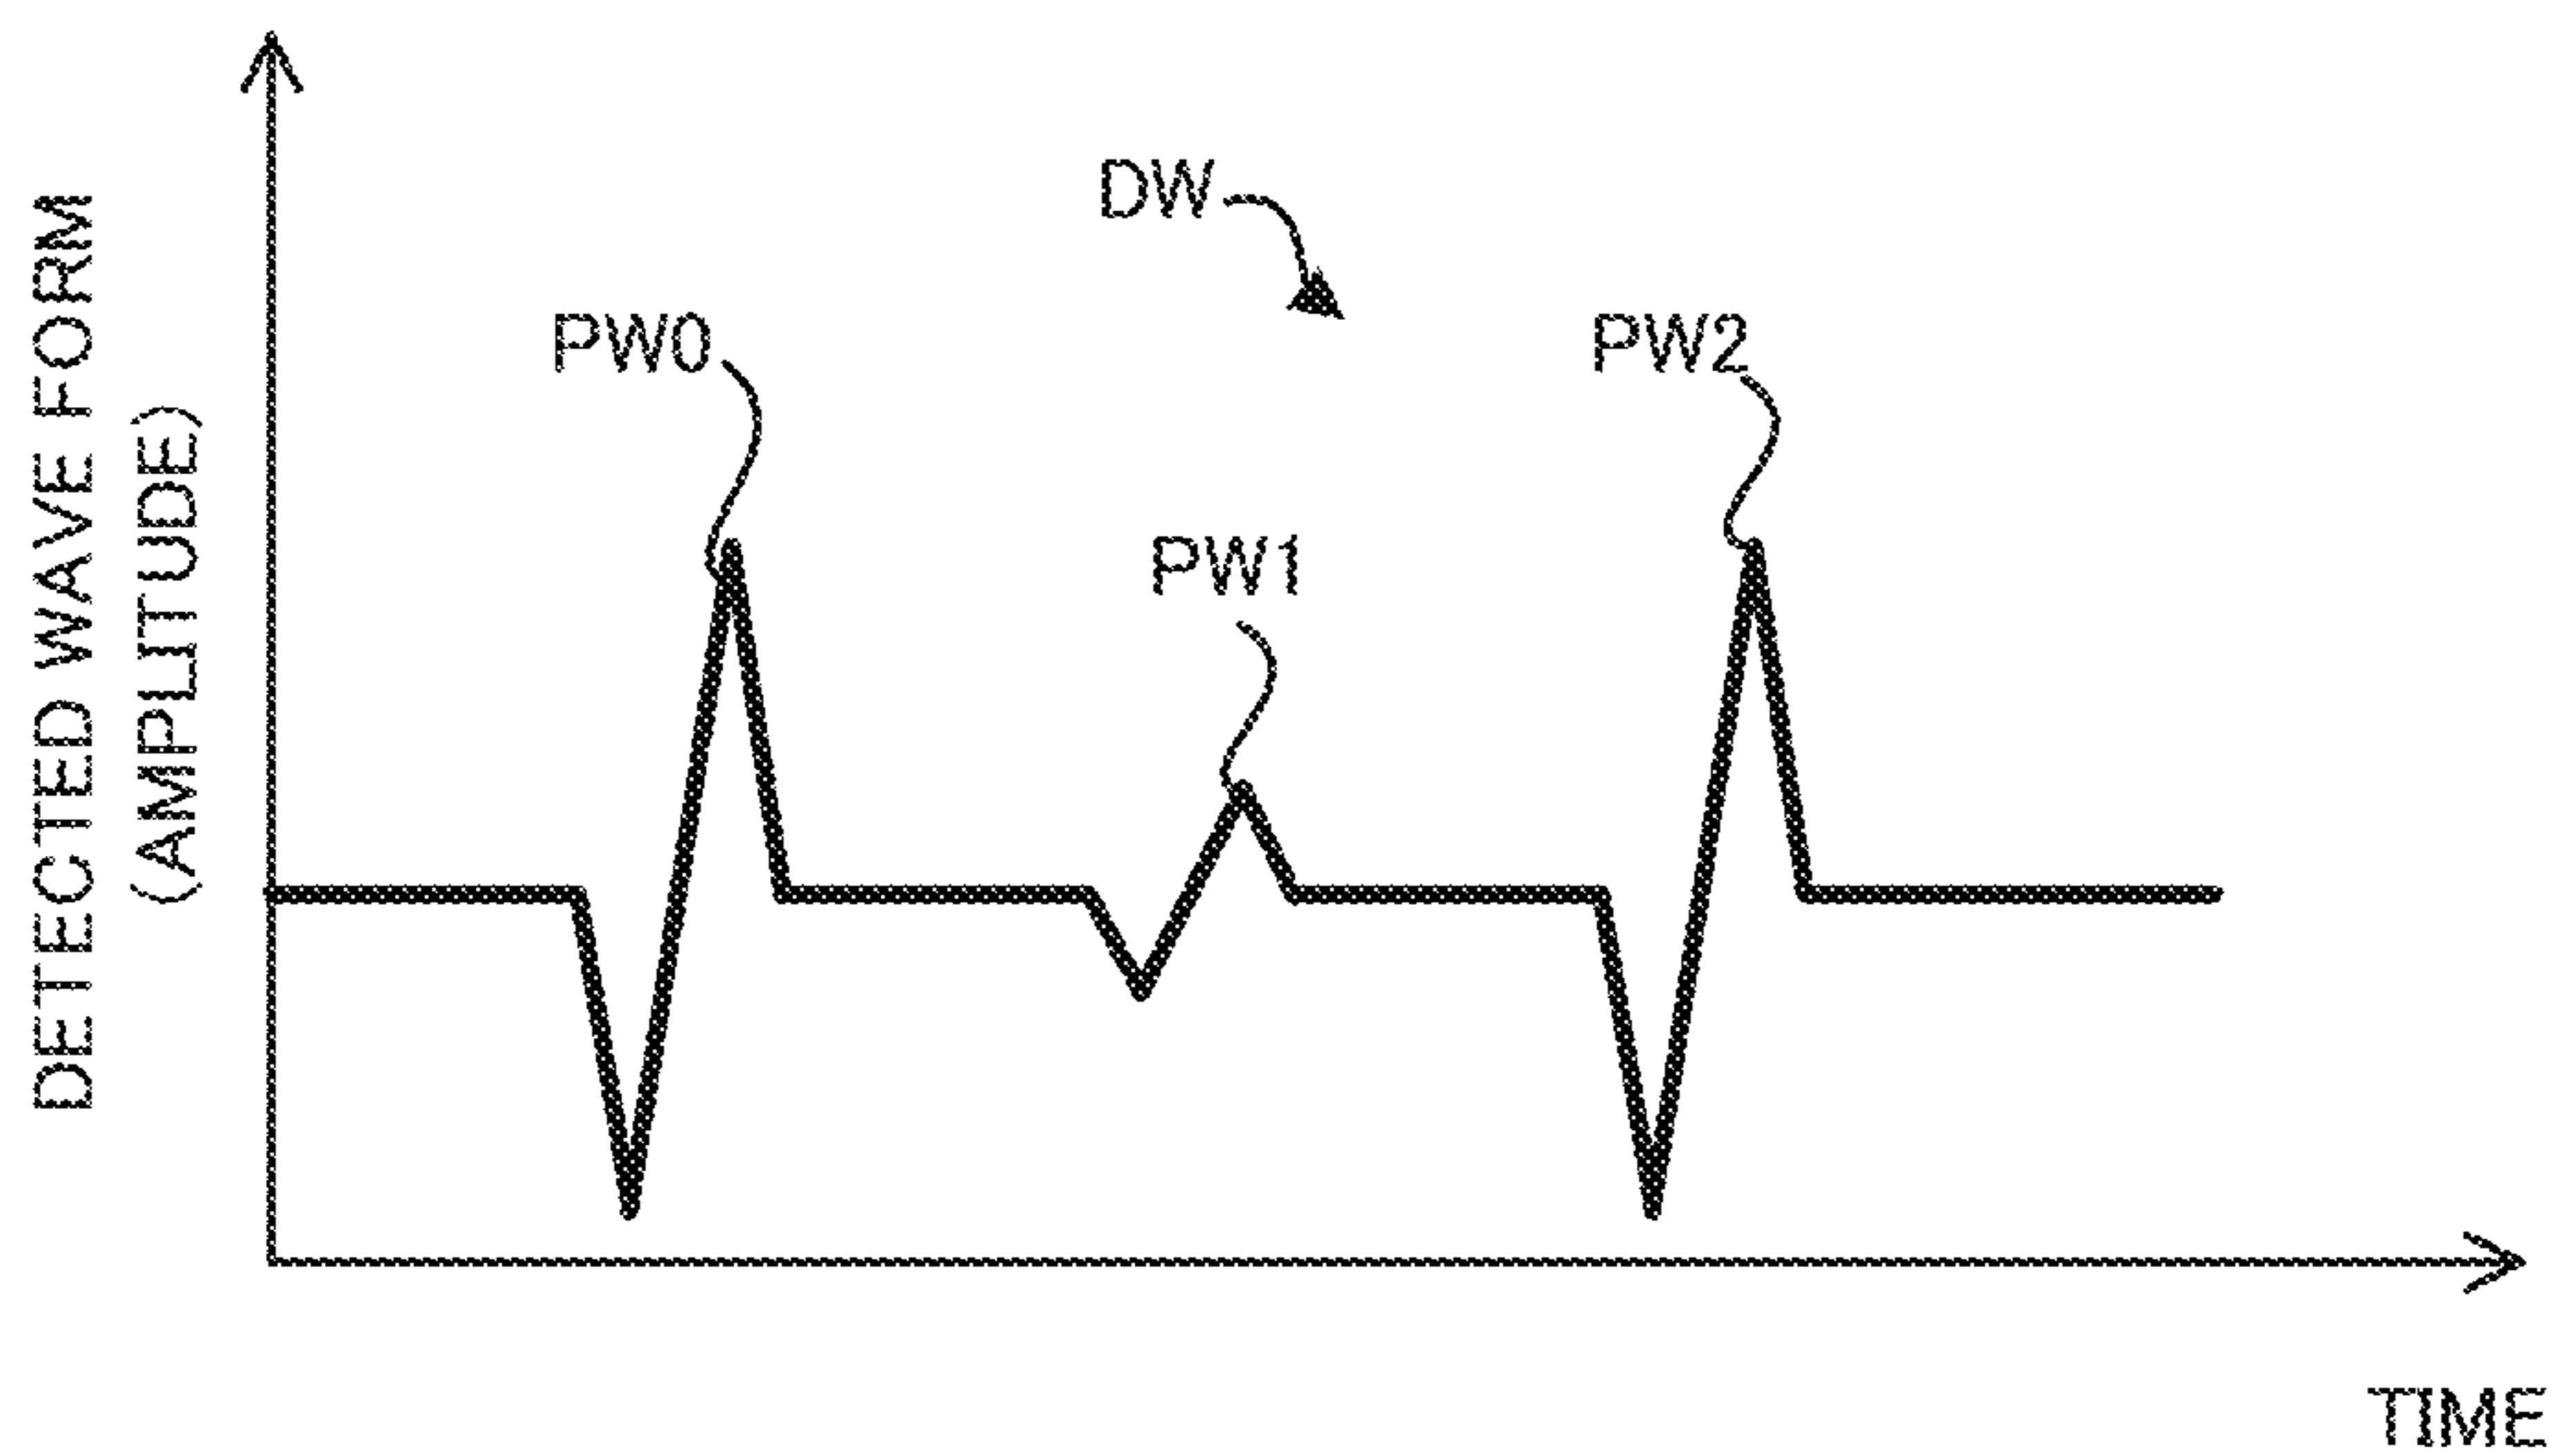 DETECTED WAVE FORM
(AMPLITUDE)
DW
PW0
PW2
PW1
TIME